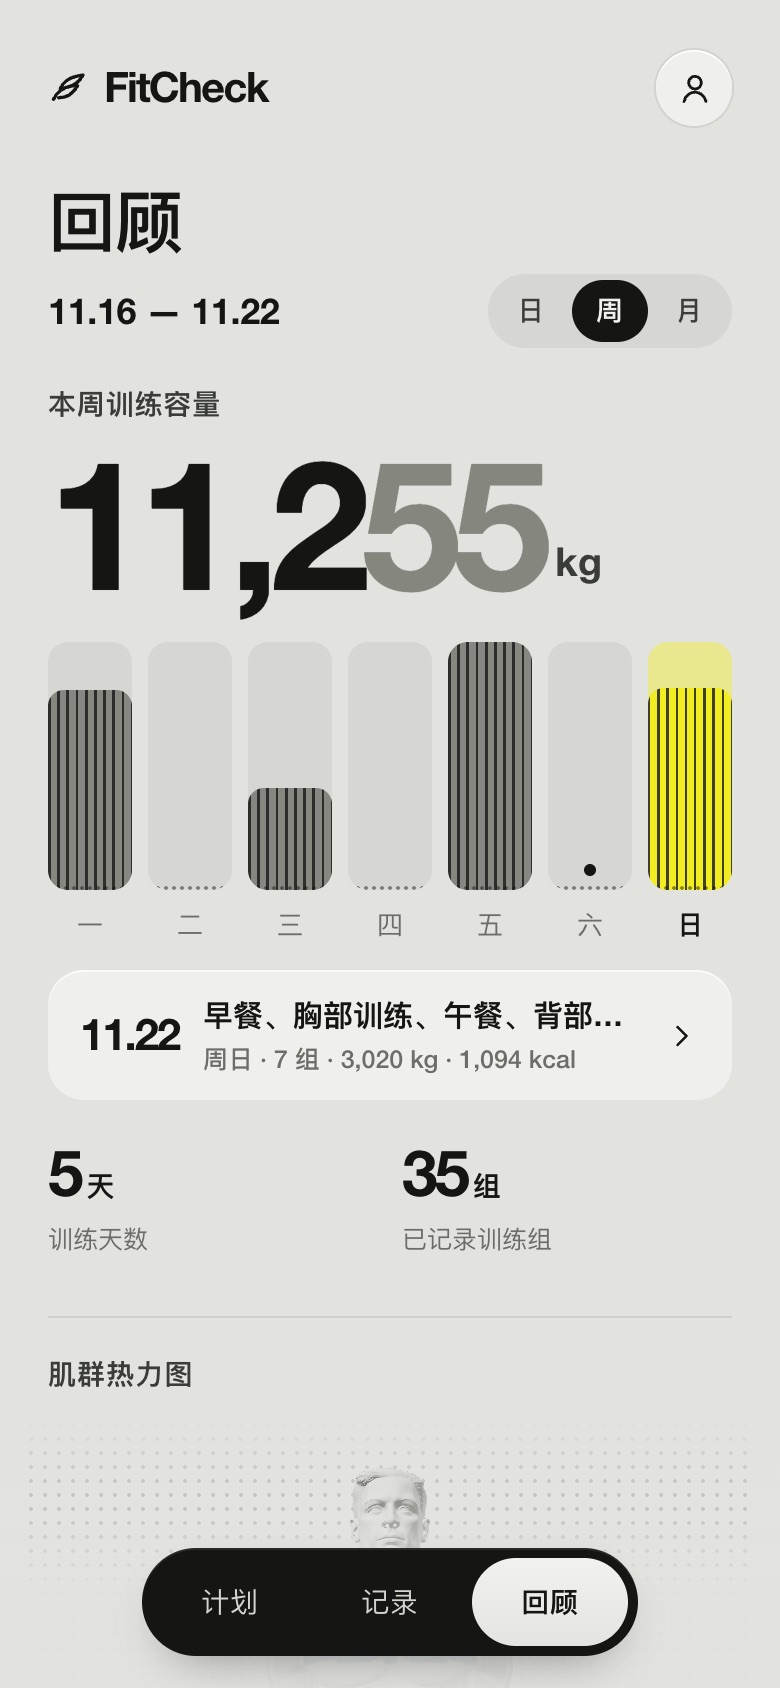 FitCheck
回顾
11.16 — 11.22
日 周 月
本周训练容量
11,255 kg
一 二 三 四 五 六 日
11.22
早餐、胸部训练、午餐、背部...
周日 · 7 组 · 3,020 kg · 1,094 kcal
5 天
训练天数
35 组
已记录训练组
肌群热力图
计划 记录 回顾